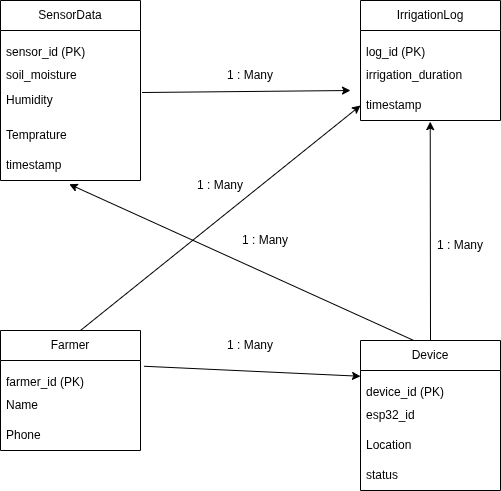 SensorData
sensor_id (PK)
soil_moisture
Humidity
Temprature
timestamp
1 : Many
IrrigationLog
log_id (PK)
irrigation_duration
timestamp
1 : Many
1 : Many
1 : Many
Farmer
farmer_id (PK)
Name
Phone
1 : Many
Device
device_id (PK)
esp32_id
Location
status